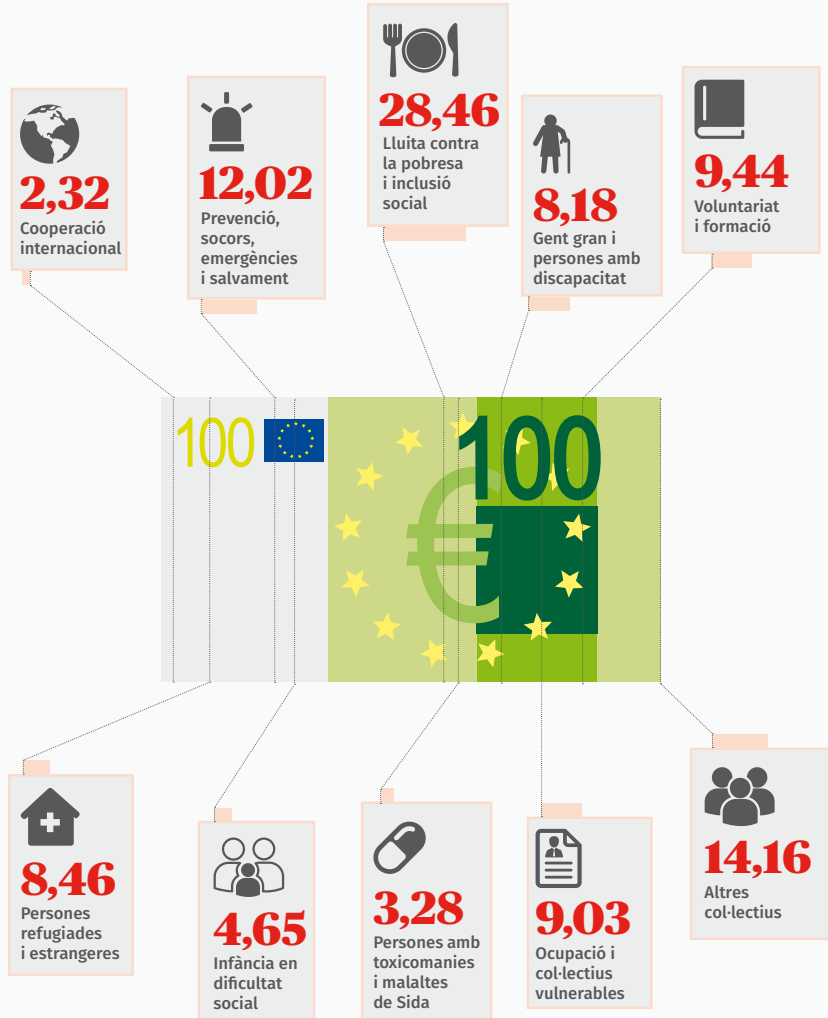 2,32
Cooperació
internacional
12,02
Prevenció,
socors,
emergències
i salvament
28,46
Lluita contra
la pobresa
i inclusió
social
8,18
Gent gran i
persones amb
discapacitat
9,44
Voluntariat
i formació
100
100
€
8,46
Persones
refugiades
i estrangeres
4,65
Infància en
dificultat
social
3,28
Persones amb
toxicomanies
i malaltes
de Sida
9,03
Ocupació i
col·lectius
vulnerables
14,16
Altres
col·lectius